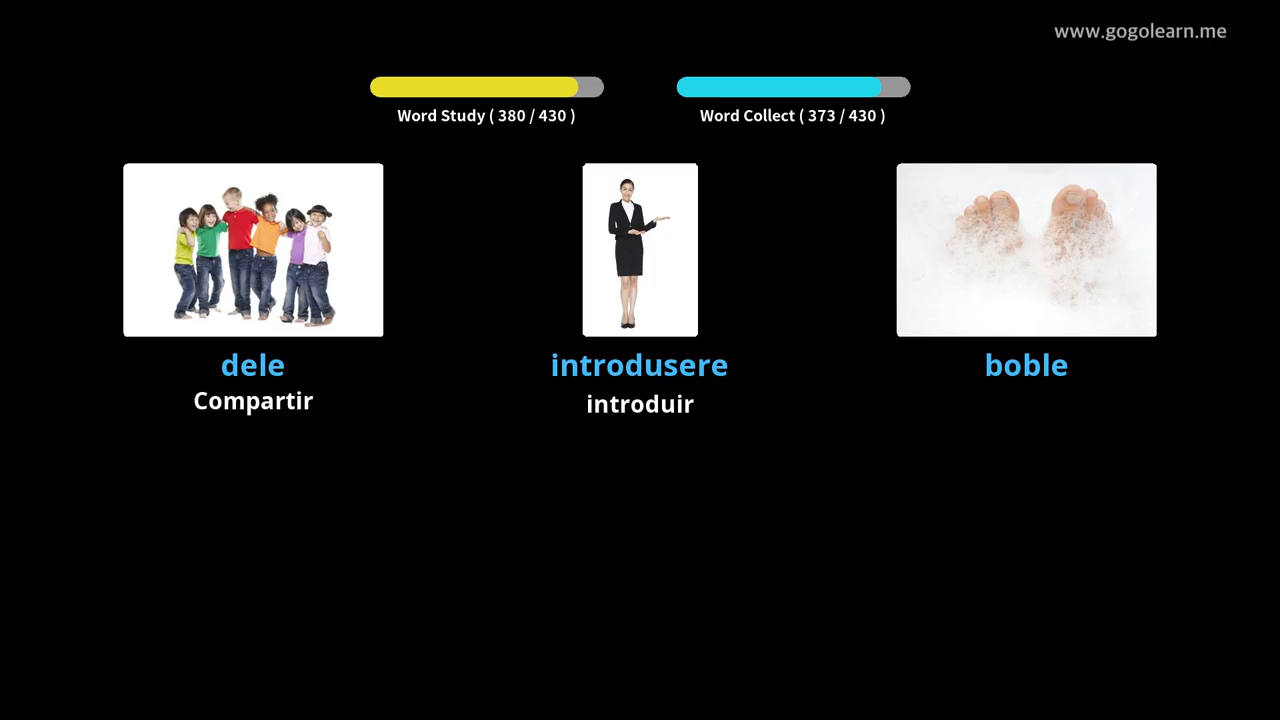 www.gogolearn.me
Word Study ( 380 / 430 )
Word Collect ( 373 / 430 )
dele
introdusere
boble
Compartir
introduir